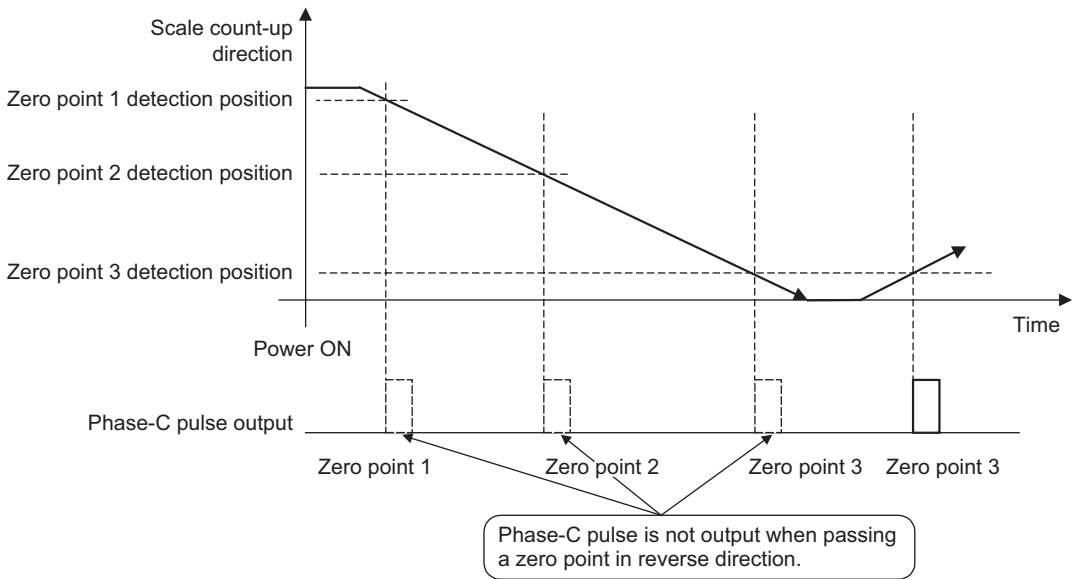 Scale count-up
direction
Zero point 1 detection position
Zero point 2 detection position
Zero point 3 detection position
Time
Power ON
Phase-C pulse output
Zero point 1
Zero point 2
Zero point 3
Zero point 3
Phase-C pulse is not output when passing
a zero point in reverse direction.